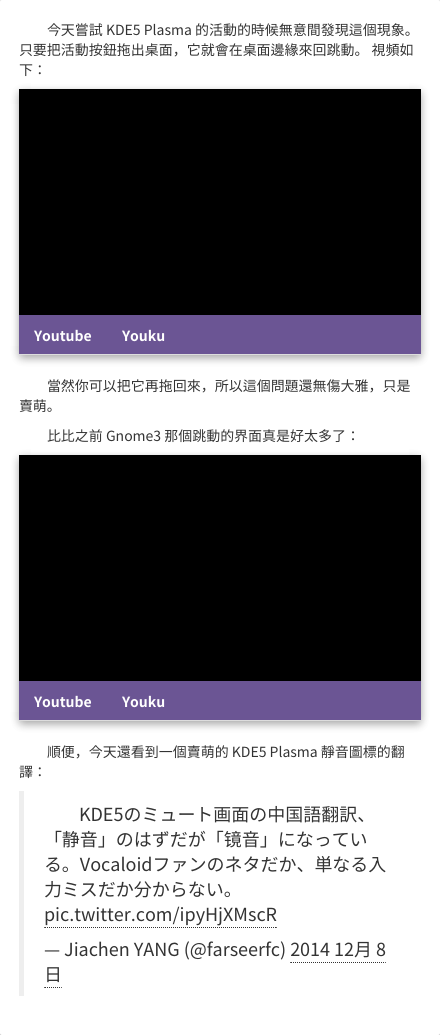 今天嘗試 KDE5 Plasma 的活動的時候無意間發現這個現象。
只要把活動按鈕拖出桌面，它就會在桌面邊緣來回跳動。 視頻如
下：
Youtube Youku
當然你可以把它再拖回來，所以這個問題還無傷大雅，只是
賣萌。
比比之前 Gnome3 那個跳動的界面真是好太多了：
Youtube Youku
順便，今天還看到一個賣萌的 KDE5 Plasma 靜音圖標的翻
譯：
KDE5のミュート画面の中国語翻訳、
「静音」のはずだが「镜音」になってい
る。Vocaloidファンのネタだか、単なる入
力ミスだか分からない。
pic.twitter.com/ipyHjXMscR
— Jiachen YANG (@farseerfc) 2014 12月 8
日